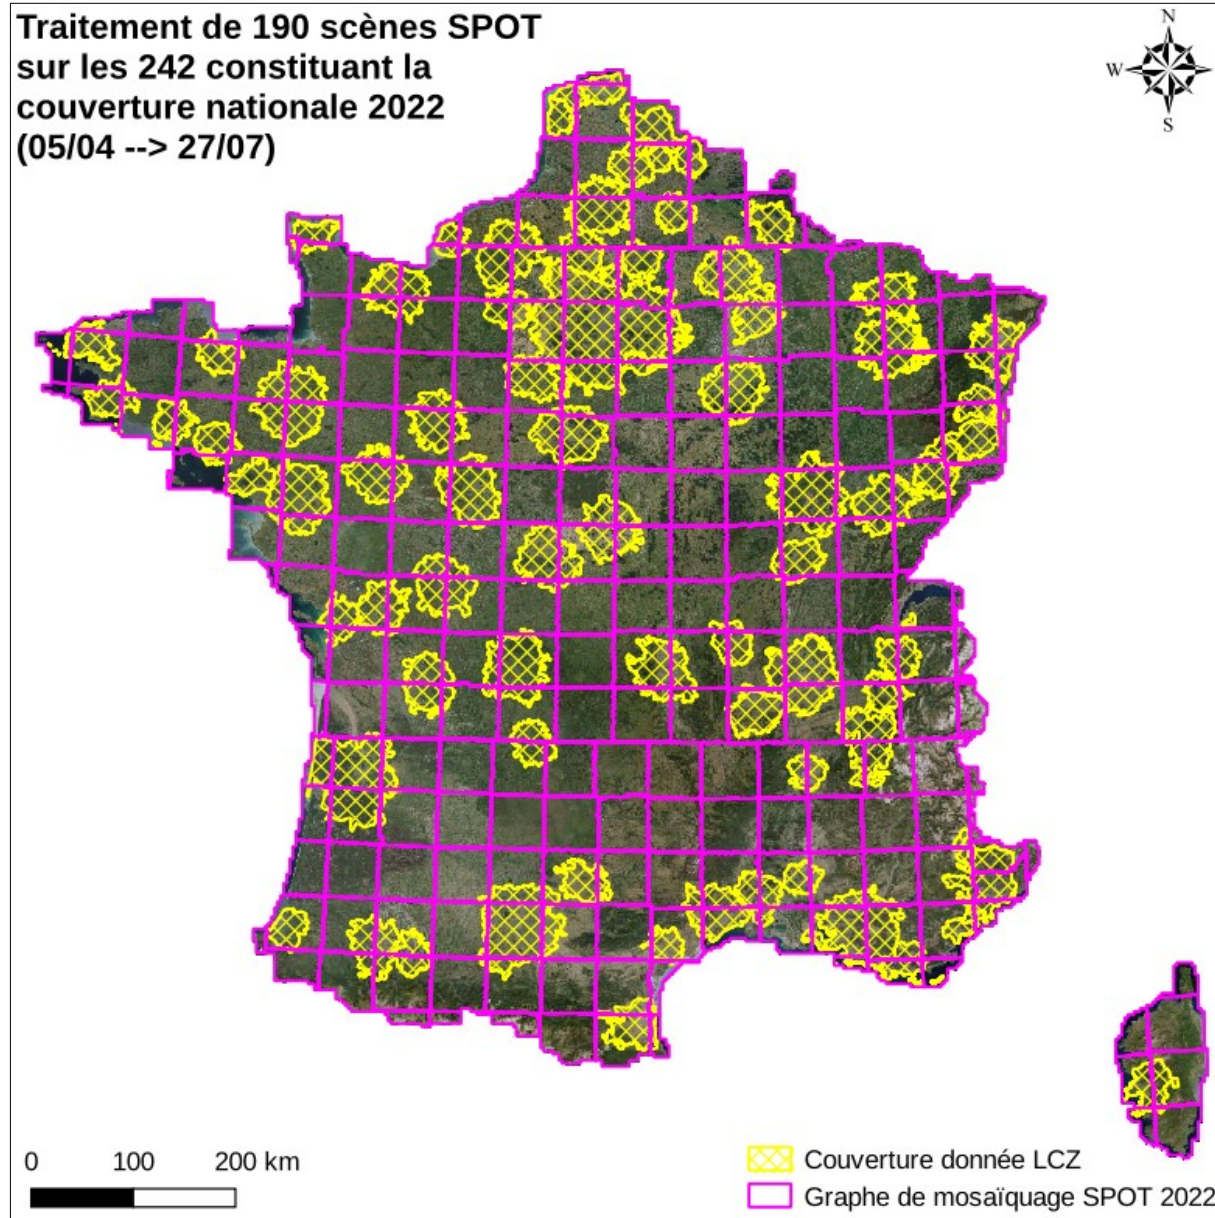 Traitement de 190 scènes SPOT
sur les 242 constituant la
couverture nationale 2022
(05/04 --> 27/07)
N
W
E
S
0 100 200 km
Couverture donnée LCZ
Graphe de mosaïquage SPOT 2022